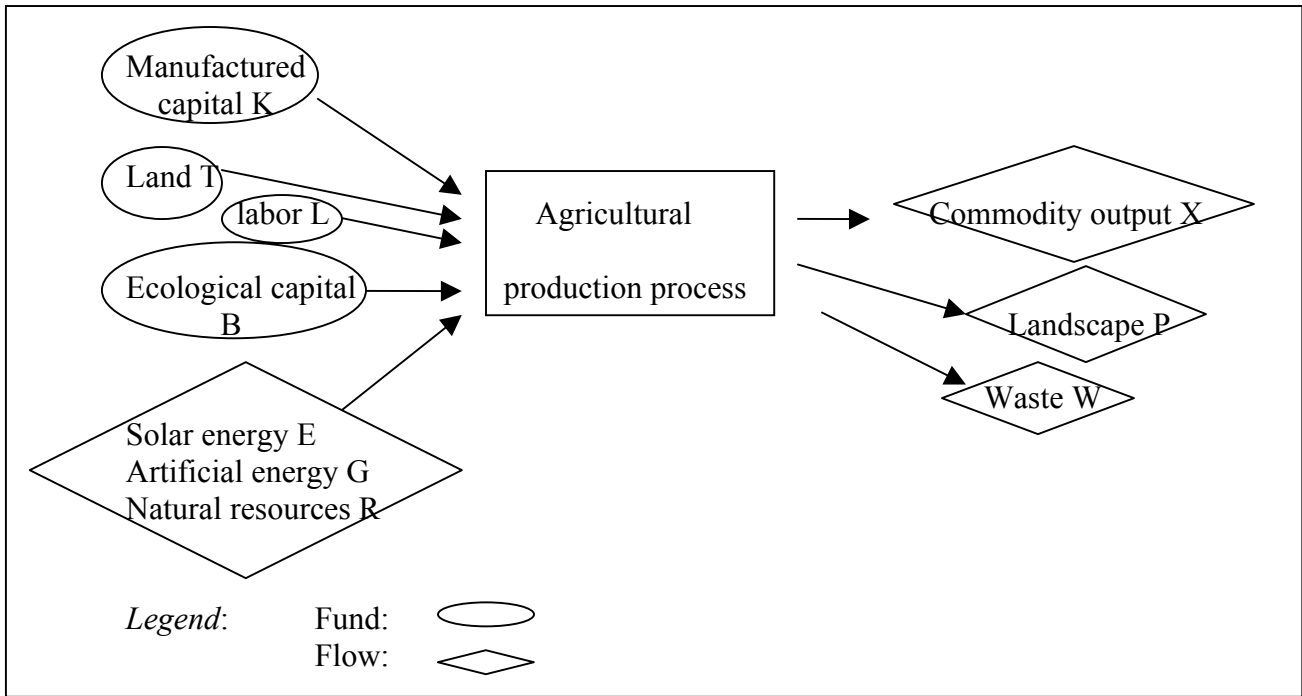 Manufactured
capital K
Land T
labor L
Ecological capital
B
Solar energy E
Artificial energy G
Natural resources R
Agricultural
production process
Commodity output X
Landscape P
Waste W
Legend: Fund:
Flow: